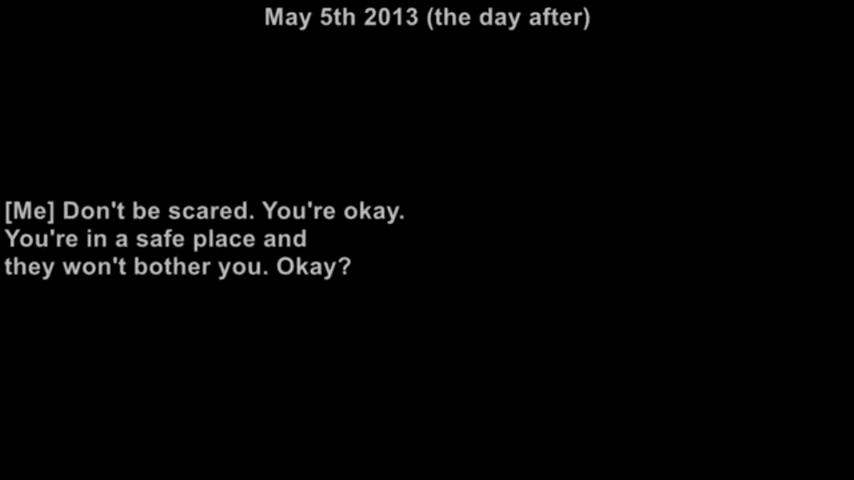 May 5th 2013 (the day after)
[Me] Don't be scared. You're okay.
You're in a safe place and
they won't bother you. Okay?